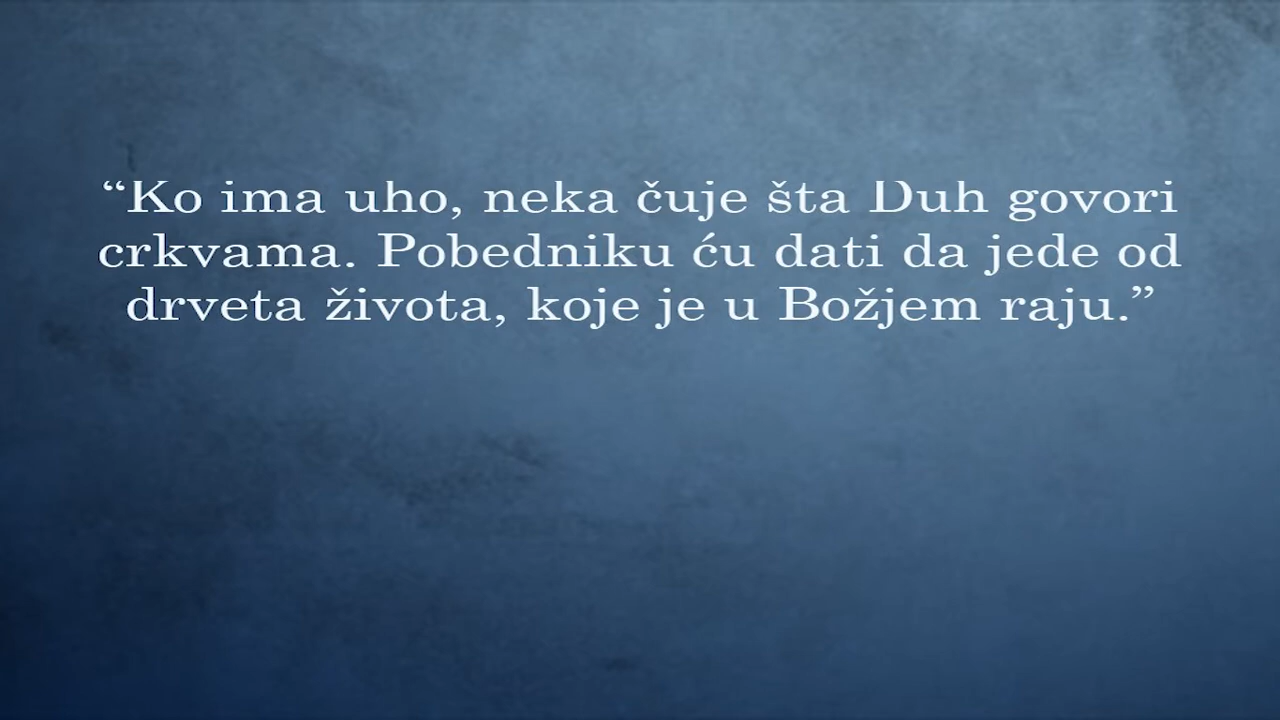 “Ko ima uho, neka čuje šta Duh govori
crkvama. Pobedniku ću dati da jede od
drveta života, koje je u Božjem raju.”